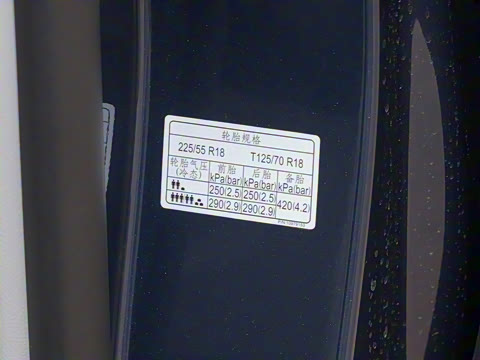 轮胎规格
225/55 R18 T125/70 R18
轮胎气压 前胎 后胎 备胎
(冷态) kPa(bar) kPa(bar) kPa(bar)
250(2.5) 250(2.5) 420(4.2)
290(2.9) 290(2.9)